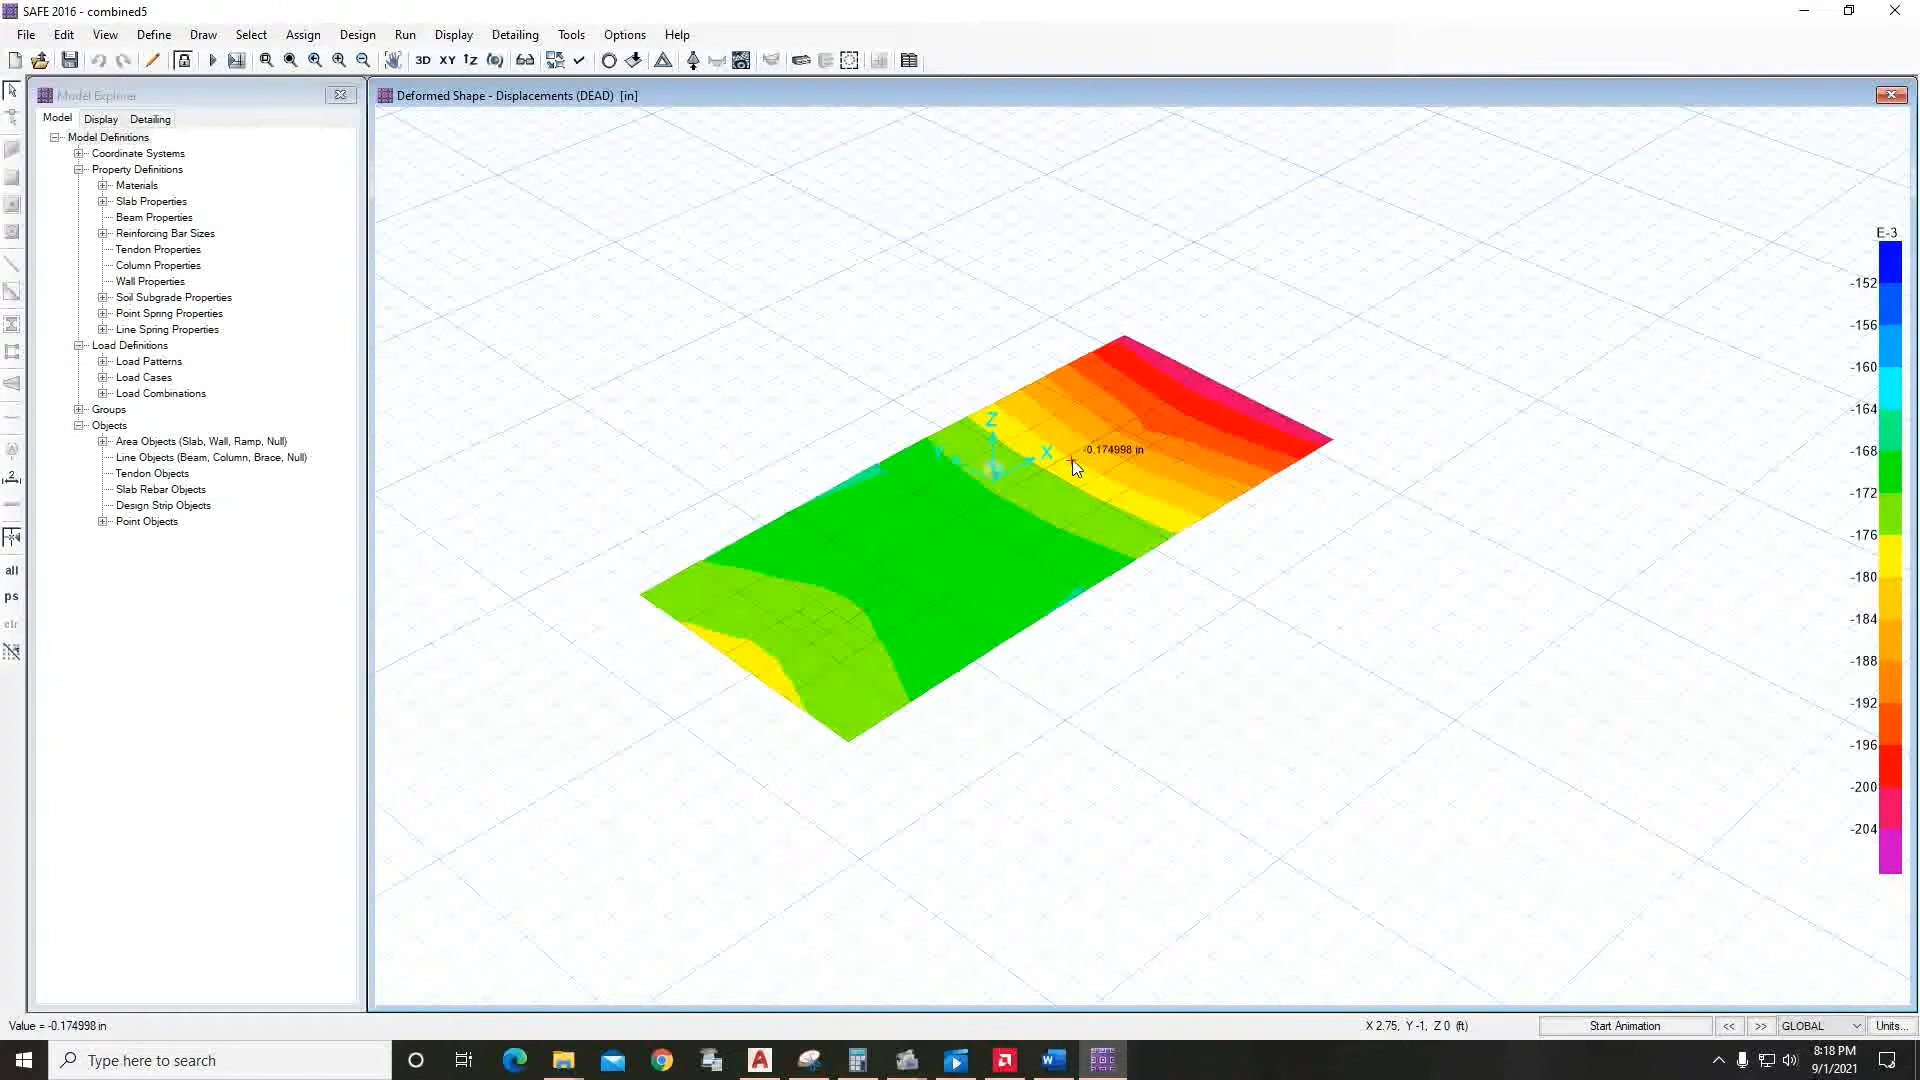 SAFE 2016 - combined5
File Edit View Define Draw Select Assign Design Run Display Detailing Tools Options Help
3D XY
Model Explorer
Deformed Shape - Displacements (DEAD) [in]
Model Display Detailing
Model Definitions
Coordinate Systems
Property Definitions
Materials
Slab Properties
Beam Properties
Reinforcing Bar Sizes
Tendon Properties
Column Properties
Wall Properties
Soil Subgrade Properties
Point Spring Properties
Line Spring Properties
Load Definitions
Load Patterns
Load Cases
Load Combinations
Groups
Objects
Area Objects (Slab, Wall, Ramp, Null)
Line Objects (Beam, Column, Brace, Null)
Tendon Objects
Slab Rebar Objects
Design Strip Objects
Point Objects
all
ps
clr
Z
X
Y
-0.174998 in
E-3
-152
-156
-160
-164
-168
-172
-176
-180
-184
-188
-192
-196
-200
-204
Value = -0.174998 in
X 2.75, Y -1, Z 0 (ft)
Start Animation
<< >>
GLOBAL
Units...
Type here to search
8:18 PM
9/1/2021